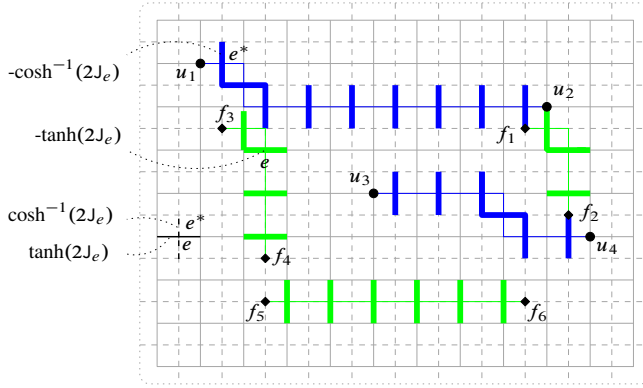 e*
-cosh⁻¹(2J_e)
u₁
u₂
f₃
f₁
-tanh(2J_e)
e
u₃
cosh⁻¹(2J_e)
e*
f₂
tanh(2J_e)
e
u₄
f₄
f₅
f₆